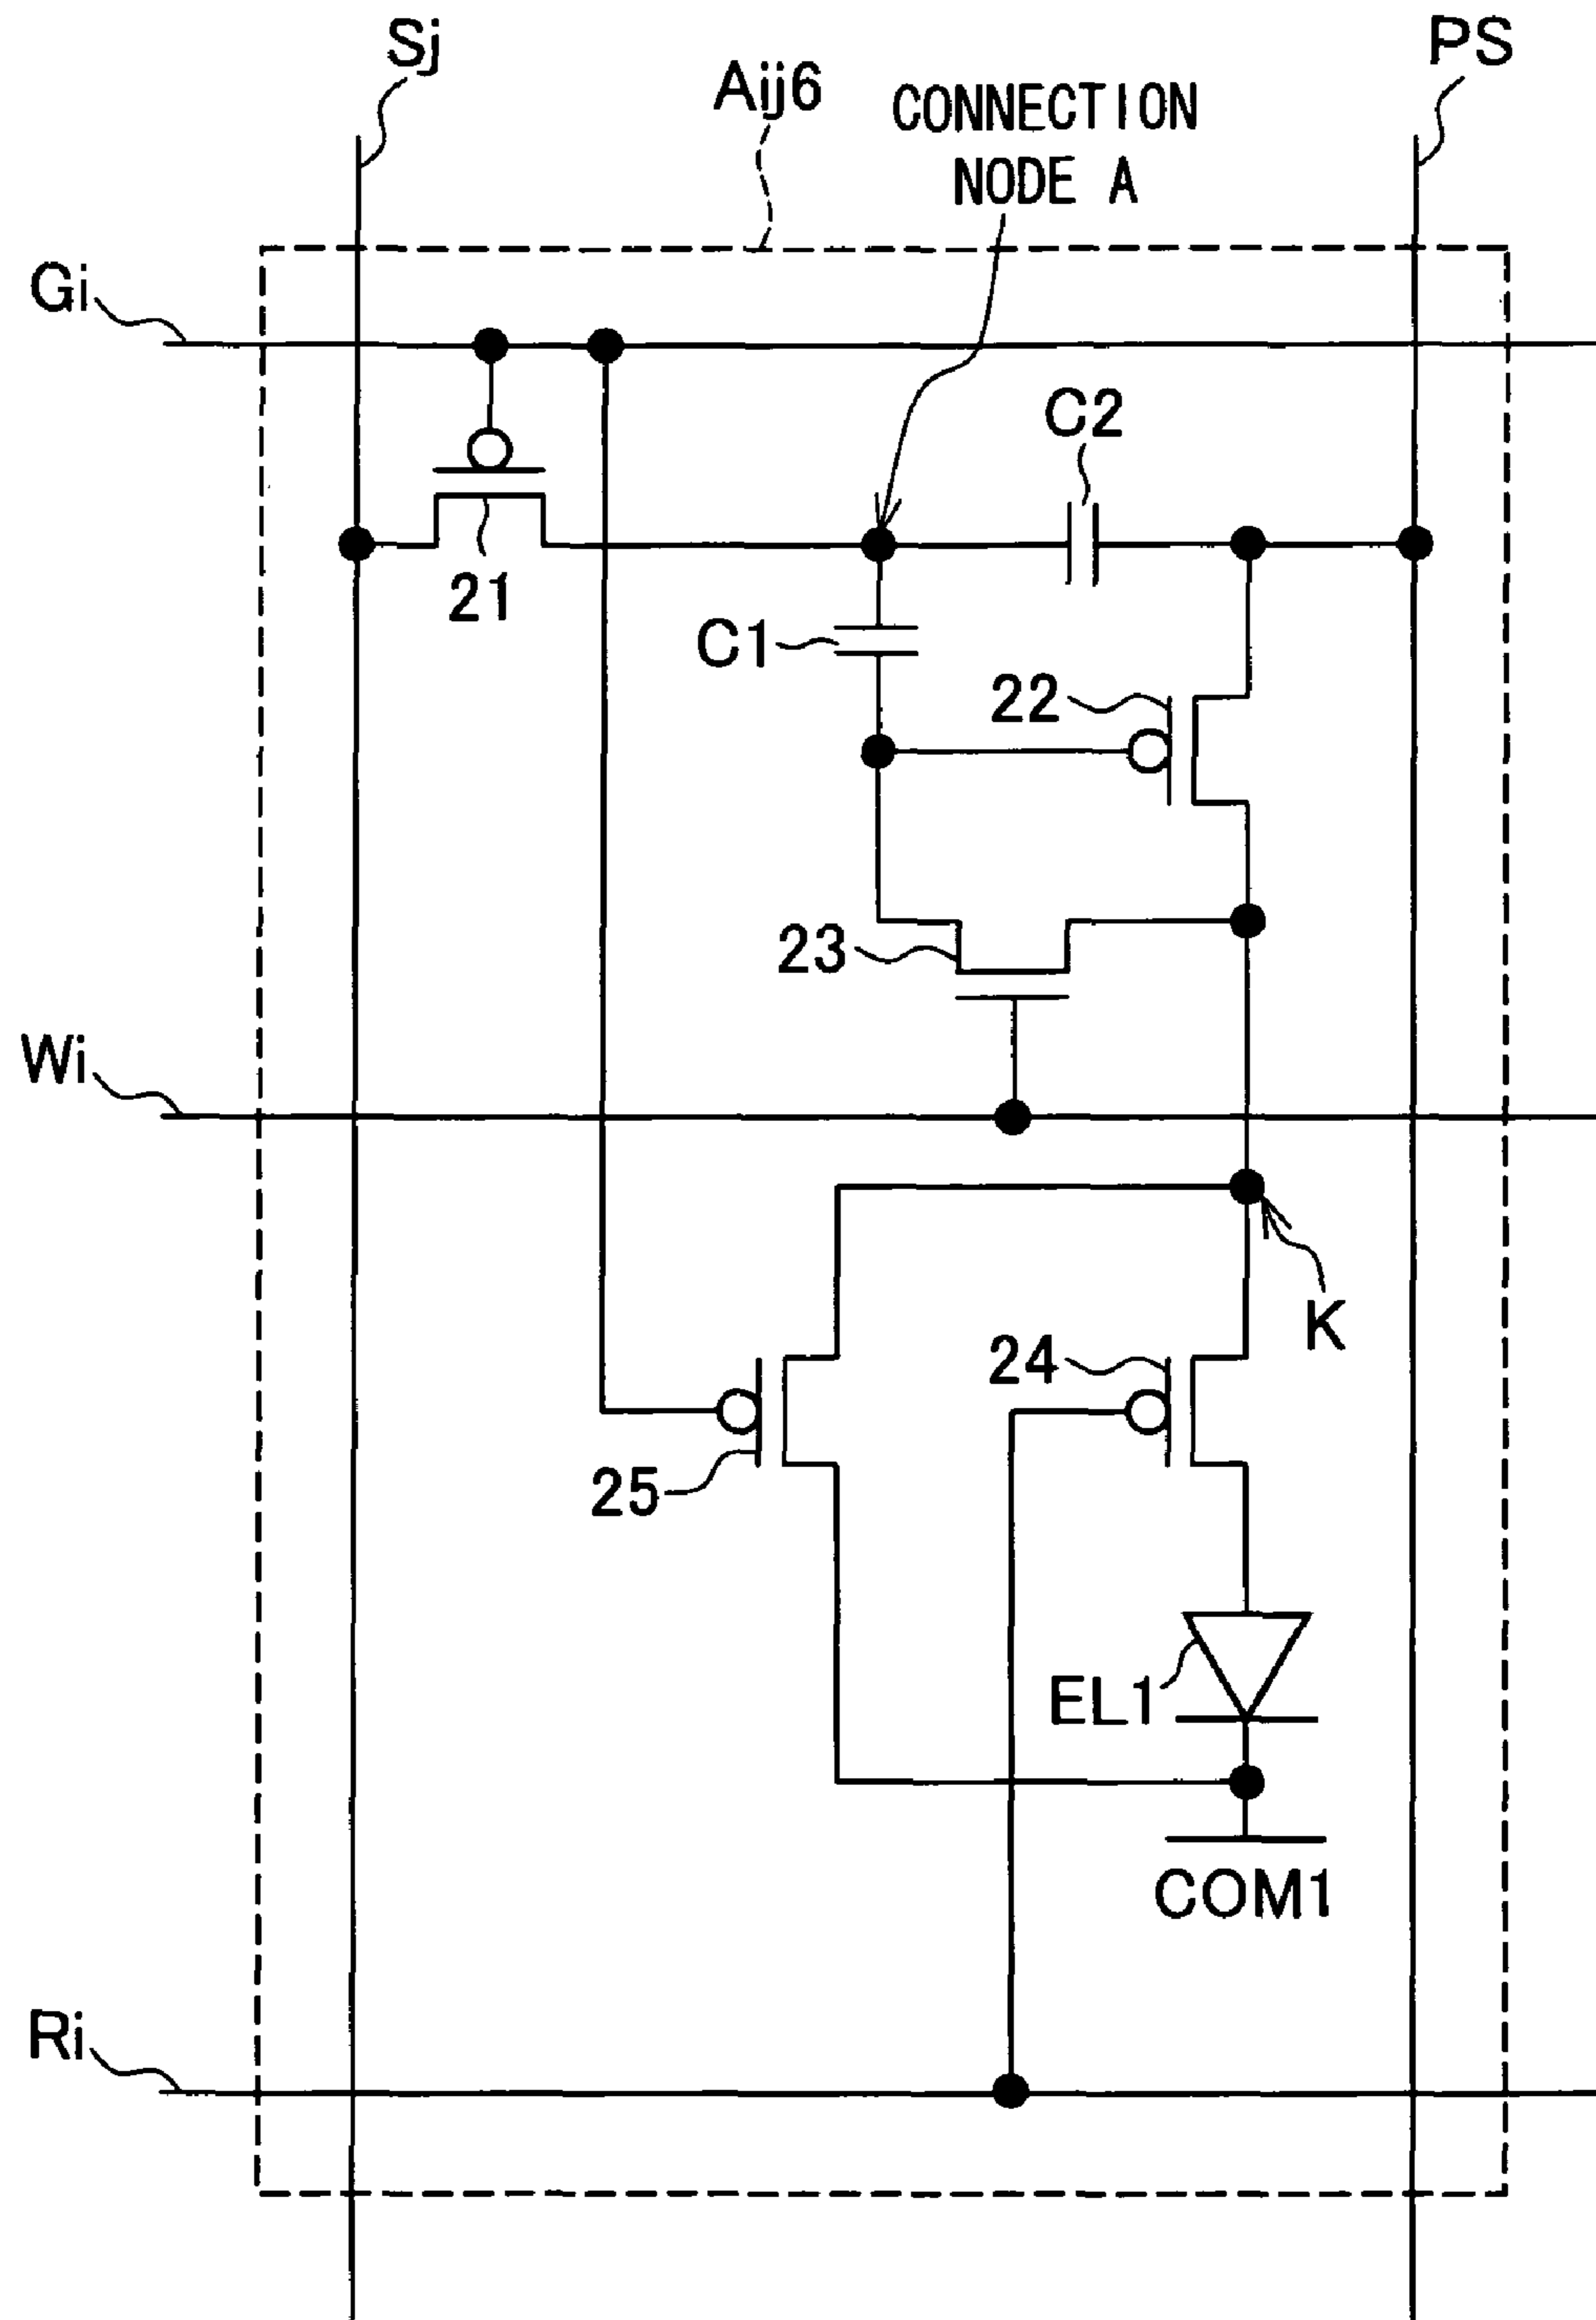 Sj
PS
Aij6
CONNECTION
NODE A
Gi
C2
21
C1
22
23
Wi
K
24
25
EL1
COM1
Ri